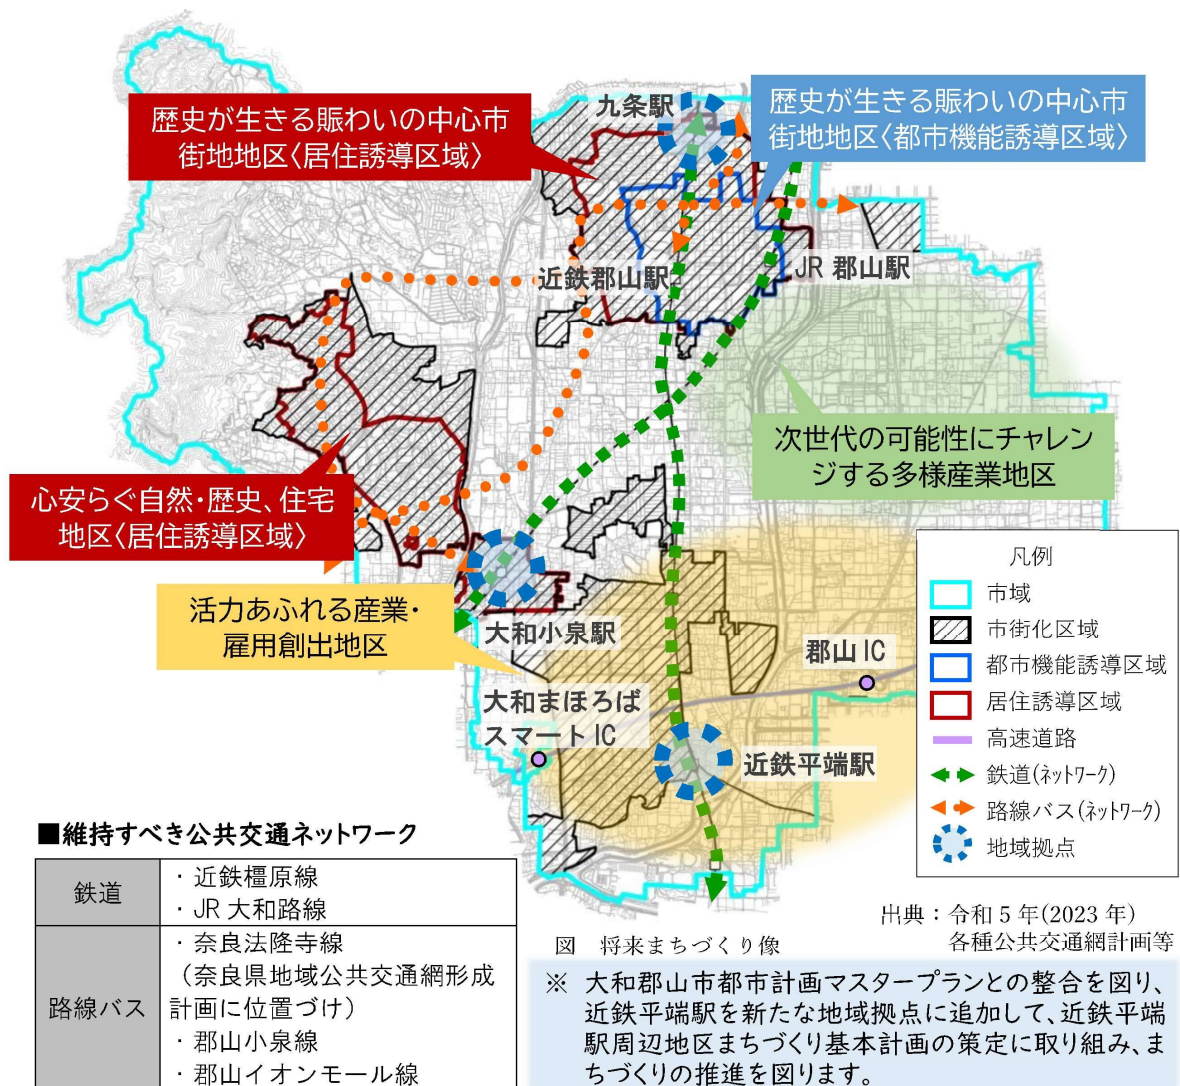 九条駅
歴史が生きる賑わいの中心市
街地地区〈居住誘導区域〉
歴史が生きる賑わいの中心市
街地地区〈都市機能誘導区域〉
近鉄郡山駅
JR 郡山駅
次世代の可能性にチャレン
ジする多様産業地区
心安らぐ自然・歴史、住宅
地区〈居住誘導区域〉
活力あふれる産業・
雇用創出地区
大和小泉駅
郡山 IC
大和まほろば
スマート IC
近鉄平端駅
凡例
市域
市街化区域
都市機能誘導区域
居住誘導区域
高速道路
鉄道(ネットワーク)
路線バス(ネットワーク)
地域拠点
■維持すべき公共交通ネットワーク
鉄道
・近鉄橿原線
・JR 大和路線
路線バス
・奈良法隆寺線
（奈良県地域公共交通網形成
計画に位置づけ）
・郡山小泉線
・郡山イオンモール線
出典：令和 5 年(2023 年)
各種公共交通網計画等
図　将来まちづくり像
※ 大和郡山市都市計画マスタープランとの整合を図り、
近鉄平端駅を新たな地域拠点に追加して、近鉄平端
駅周辺地区まちづくり基本計画の策定に取り組み、ま
ちづくりの推進を図ります。